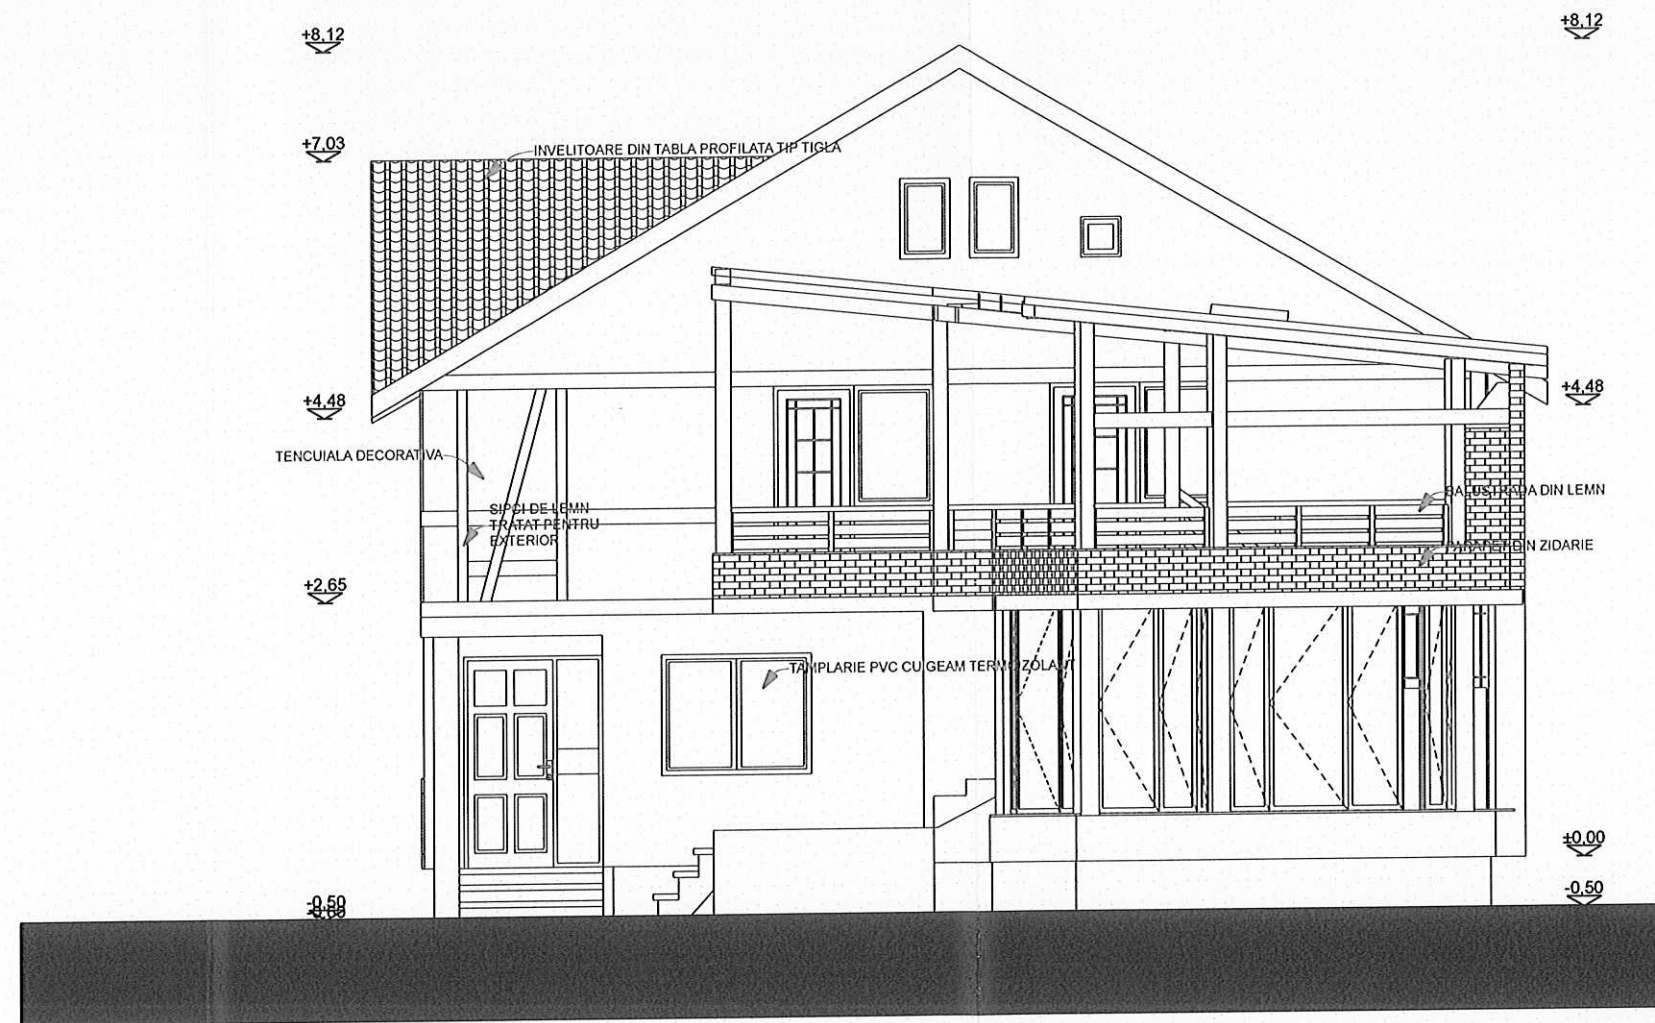 +8,12
+8,12
+7,03
INVELITOARE DIN TABLA PROFILATA TIP TIGLA
+4,48
+4,48
TENCUIALA DECORATIVA
SIPCI DE LEMN
TRATAT PENTRU
EXTERIOR
BALUSTRADA DIN LEMN
PARAPET DIN ZIDARIE
+2,65
TAMPLARIE PVC CU GEAM TERMOIZOLANT
±0,00
-0,50
-0,50